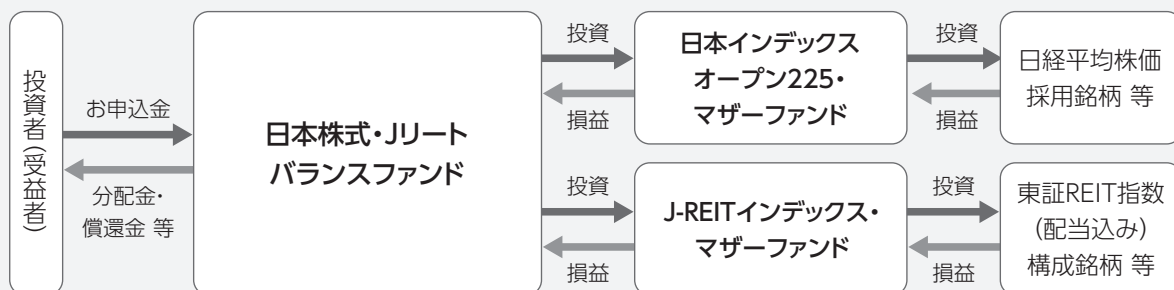 投資者(受益者)
お申込金
分配金・
償還金 等
日本株式・Jリート
バランスファンド
投資
損益
日本インデックス
オープン225・
マザーファンド
投資
損益
日経平均株価
採用銘柄 等
投資
損益
J-REITインデックス・
マザーファンド
投資
損益
東証REIT指数
(配当込み)
構成銘柄 等